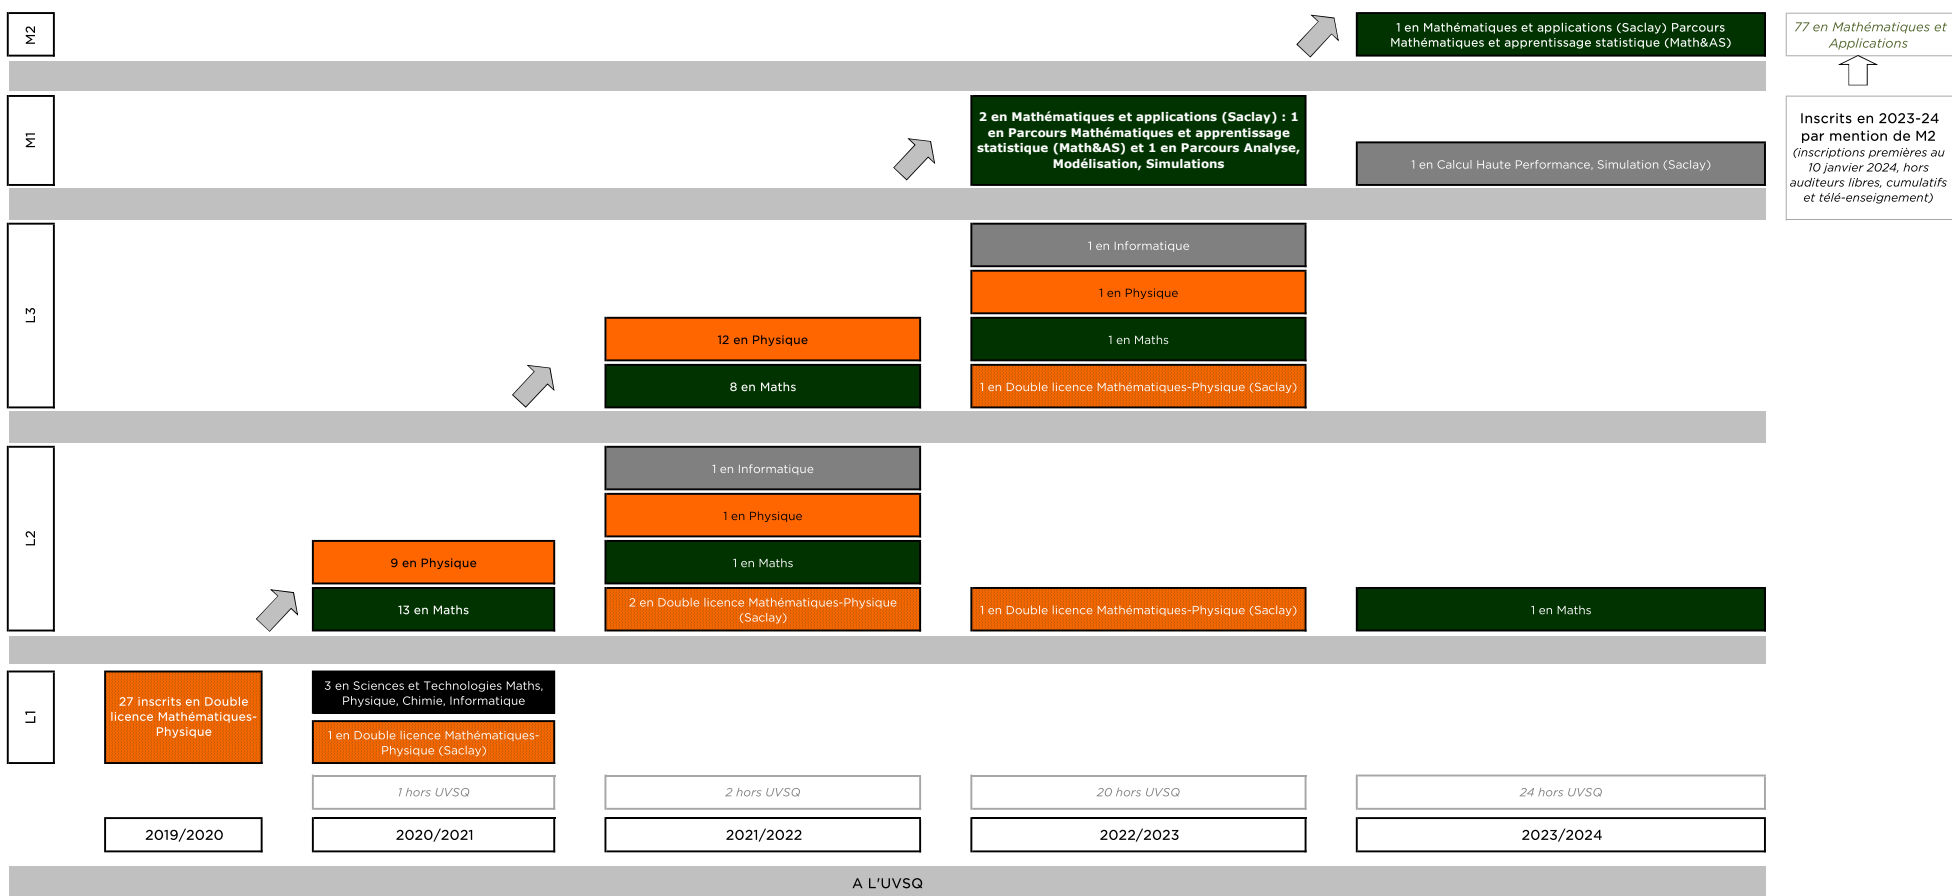 M2
1 en Mathématiques et applications (Saclay) Parcours
Mathématiques et apprentissage statistique (Math&AS)
77 en Mathématiques et
Applications
M1
2 en Mathématiques et applications (Saclay) : 1
en Parcours Mathématiques et apprentissage
statistique (Math&AS) et 1 en Parcours Analyse,
Modélisation, Simulations
1 en Calcul Haute Performance, Simulation (Saclay)
Inscrits en 2023-24
par mention de M2
(inscriptions premières au
10 janvier 2024, hors
auditeurs libres, cumulatifs
et télé-enseignement)
L3
1 en Informatique
1 en Physique
12 en Physique
1 en Maths
8 en Maths
1 en Double licence Mathématiques-Physique (Saclay)
L2
1 en Informatique
1 en Physique
9 en Physique
1 en Maths
13 en Maths
2 en Double licence Mathématiques-Physique
(Saclay)
1 en Double licence Mathématiques-Physique (Saclay)
1 en Maths
L1
27 inscrits en Double
licence Mathématiques-
Physique
3 en Sciences et Technologies Maths,
Physique, Chimie, Informatique
1 en Double licence Mathématiques-
Physique (Saclay)
1 hors UVSQ
2 hors UVSQ
20 hors UVSQ
24 hors UVSQ
2019/2020
2020/2021
2021/2022
2022/2023
2023/2024
A L'UVSQ